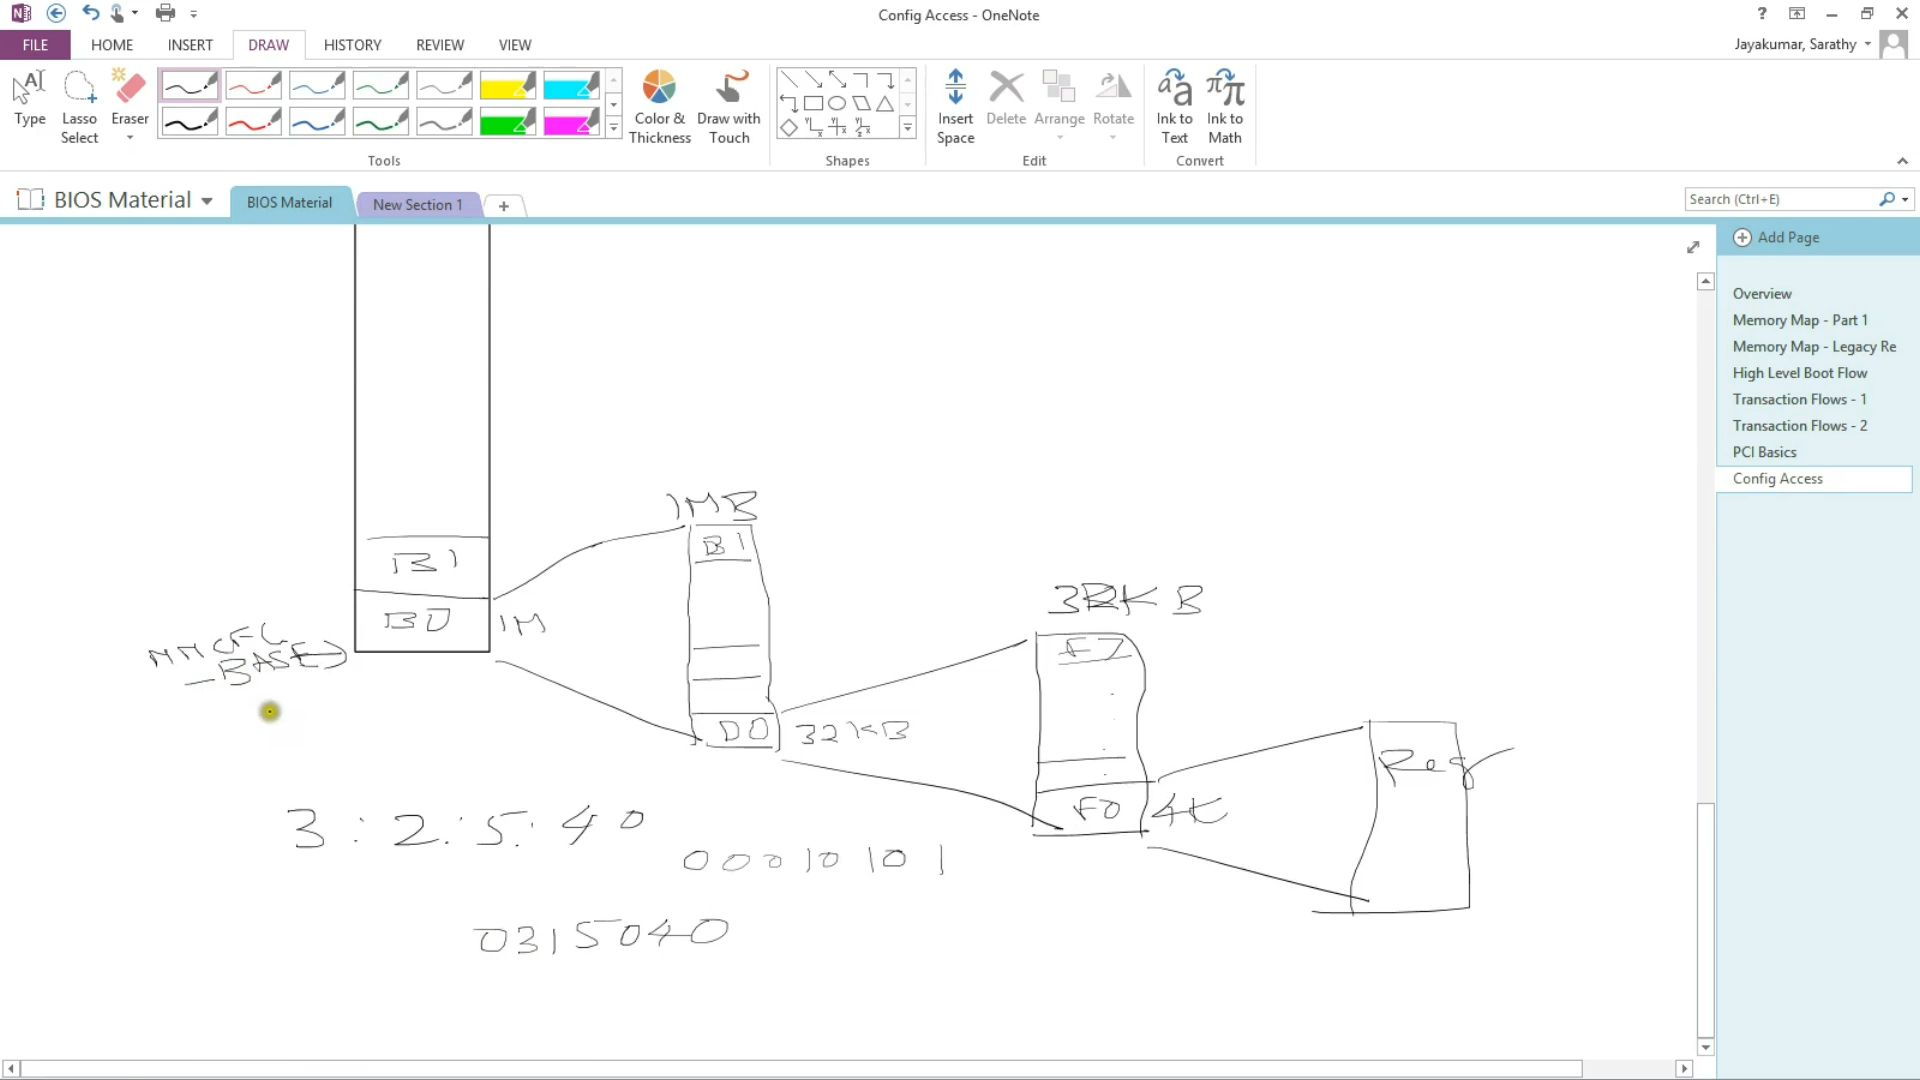 Config Access - OneNote
?
FILE
HOME
INSERT
DRAW
HISTORY
REVIEW
VIEW
Jayakumar, Sarathy
Type
Lasso
Select
Eraser
Color &
Thickness
Draw with
Touch
Insert
Space
Delete
Arrange
Rotate
Ink to
Text
Ink to
Math
Tools
Shapes
Edit
Convert
BIOS Material
BIOS Material
New Section 1
Search (Ctrl+E)
Add Page
Overview
Memory Map - Part 1
Memory Map - Legacy Re
High Level Boot Flow
Transaction Flows - 1
Transaction Flows - 2
PCI Basics
Config Access
B1
B0
1M
MMCFG
_BASE
1MB
B1
D0
32KB
32KB
F7
F0
4K
Reg
3:2:5:40
00010101
0315040